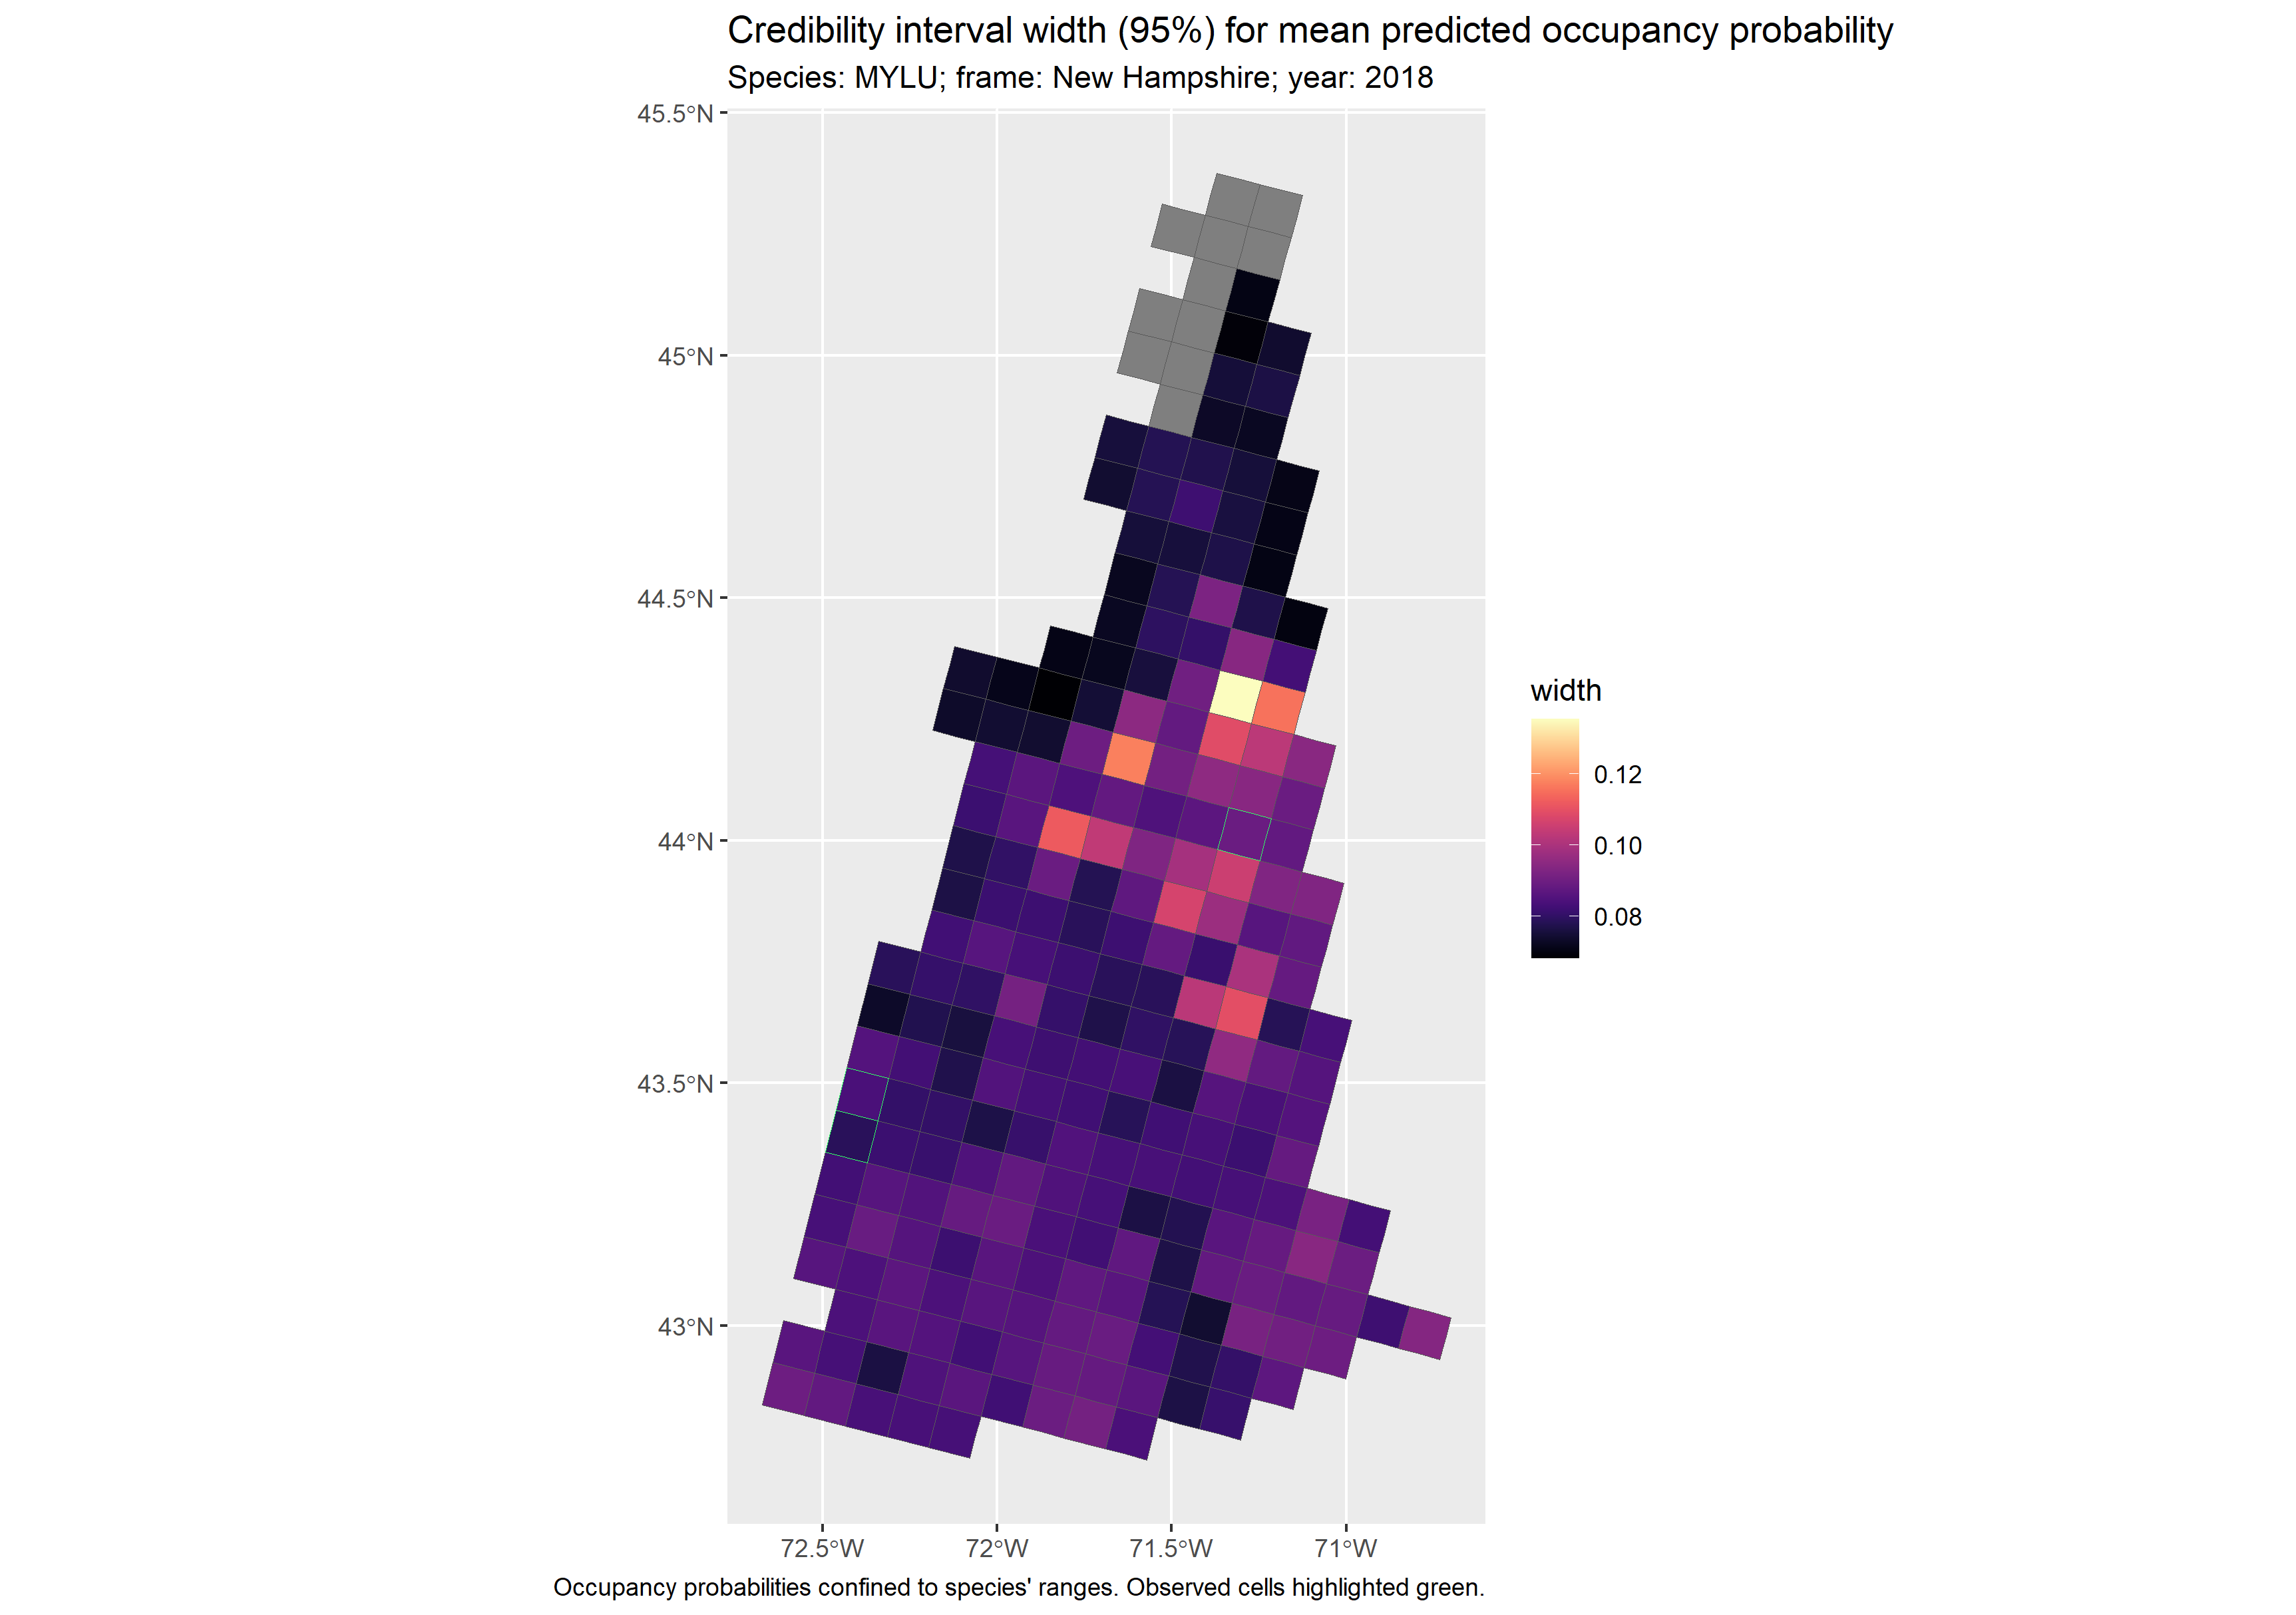 Credibility interval width (95%) for mean predicted occupancy probability
Species: MYLU; frame: New Hampshire; year: 2018
45.5°N
45°N
44.5°N
44°N
43.5°N
43°N
72.5°W
72°W
71.5°W
71°W
width
0.12
0.10
0.08
Occupancy probabilities confined to species' ranges. Observed cells highlighted green.